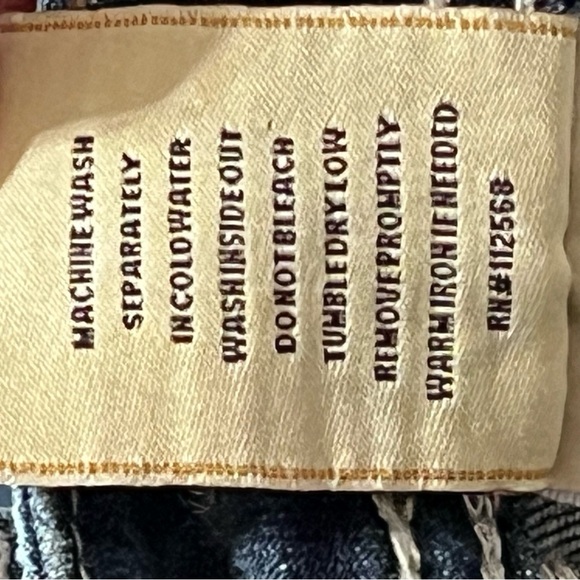 MACHINE WASH
SEPARATELY
IN COLD WATER
WASH INSIDE OUT
DO NOT BLEACH
TUMBLE DRY LOW
REMOVE PROMPTLY
WARM IRON IF NEEDED
RN# 112568